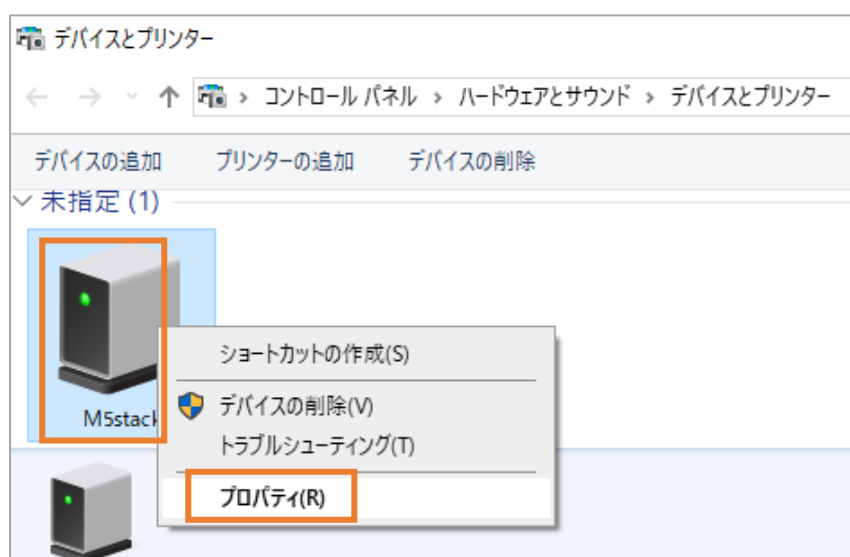 デバイスとプリンター
コントロール パネル › ハードウェアとサウンド › デバイスとプリンター
デバイスの追加 プリンターの追加 デバイスの削除
未指定 (1)
M5stack
ショートカットの作成(S)
デバイスの削除(V)
トラブルシューティング(T)
プロパティ(R)